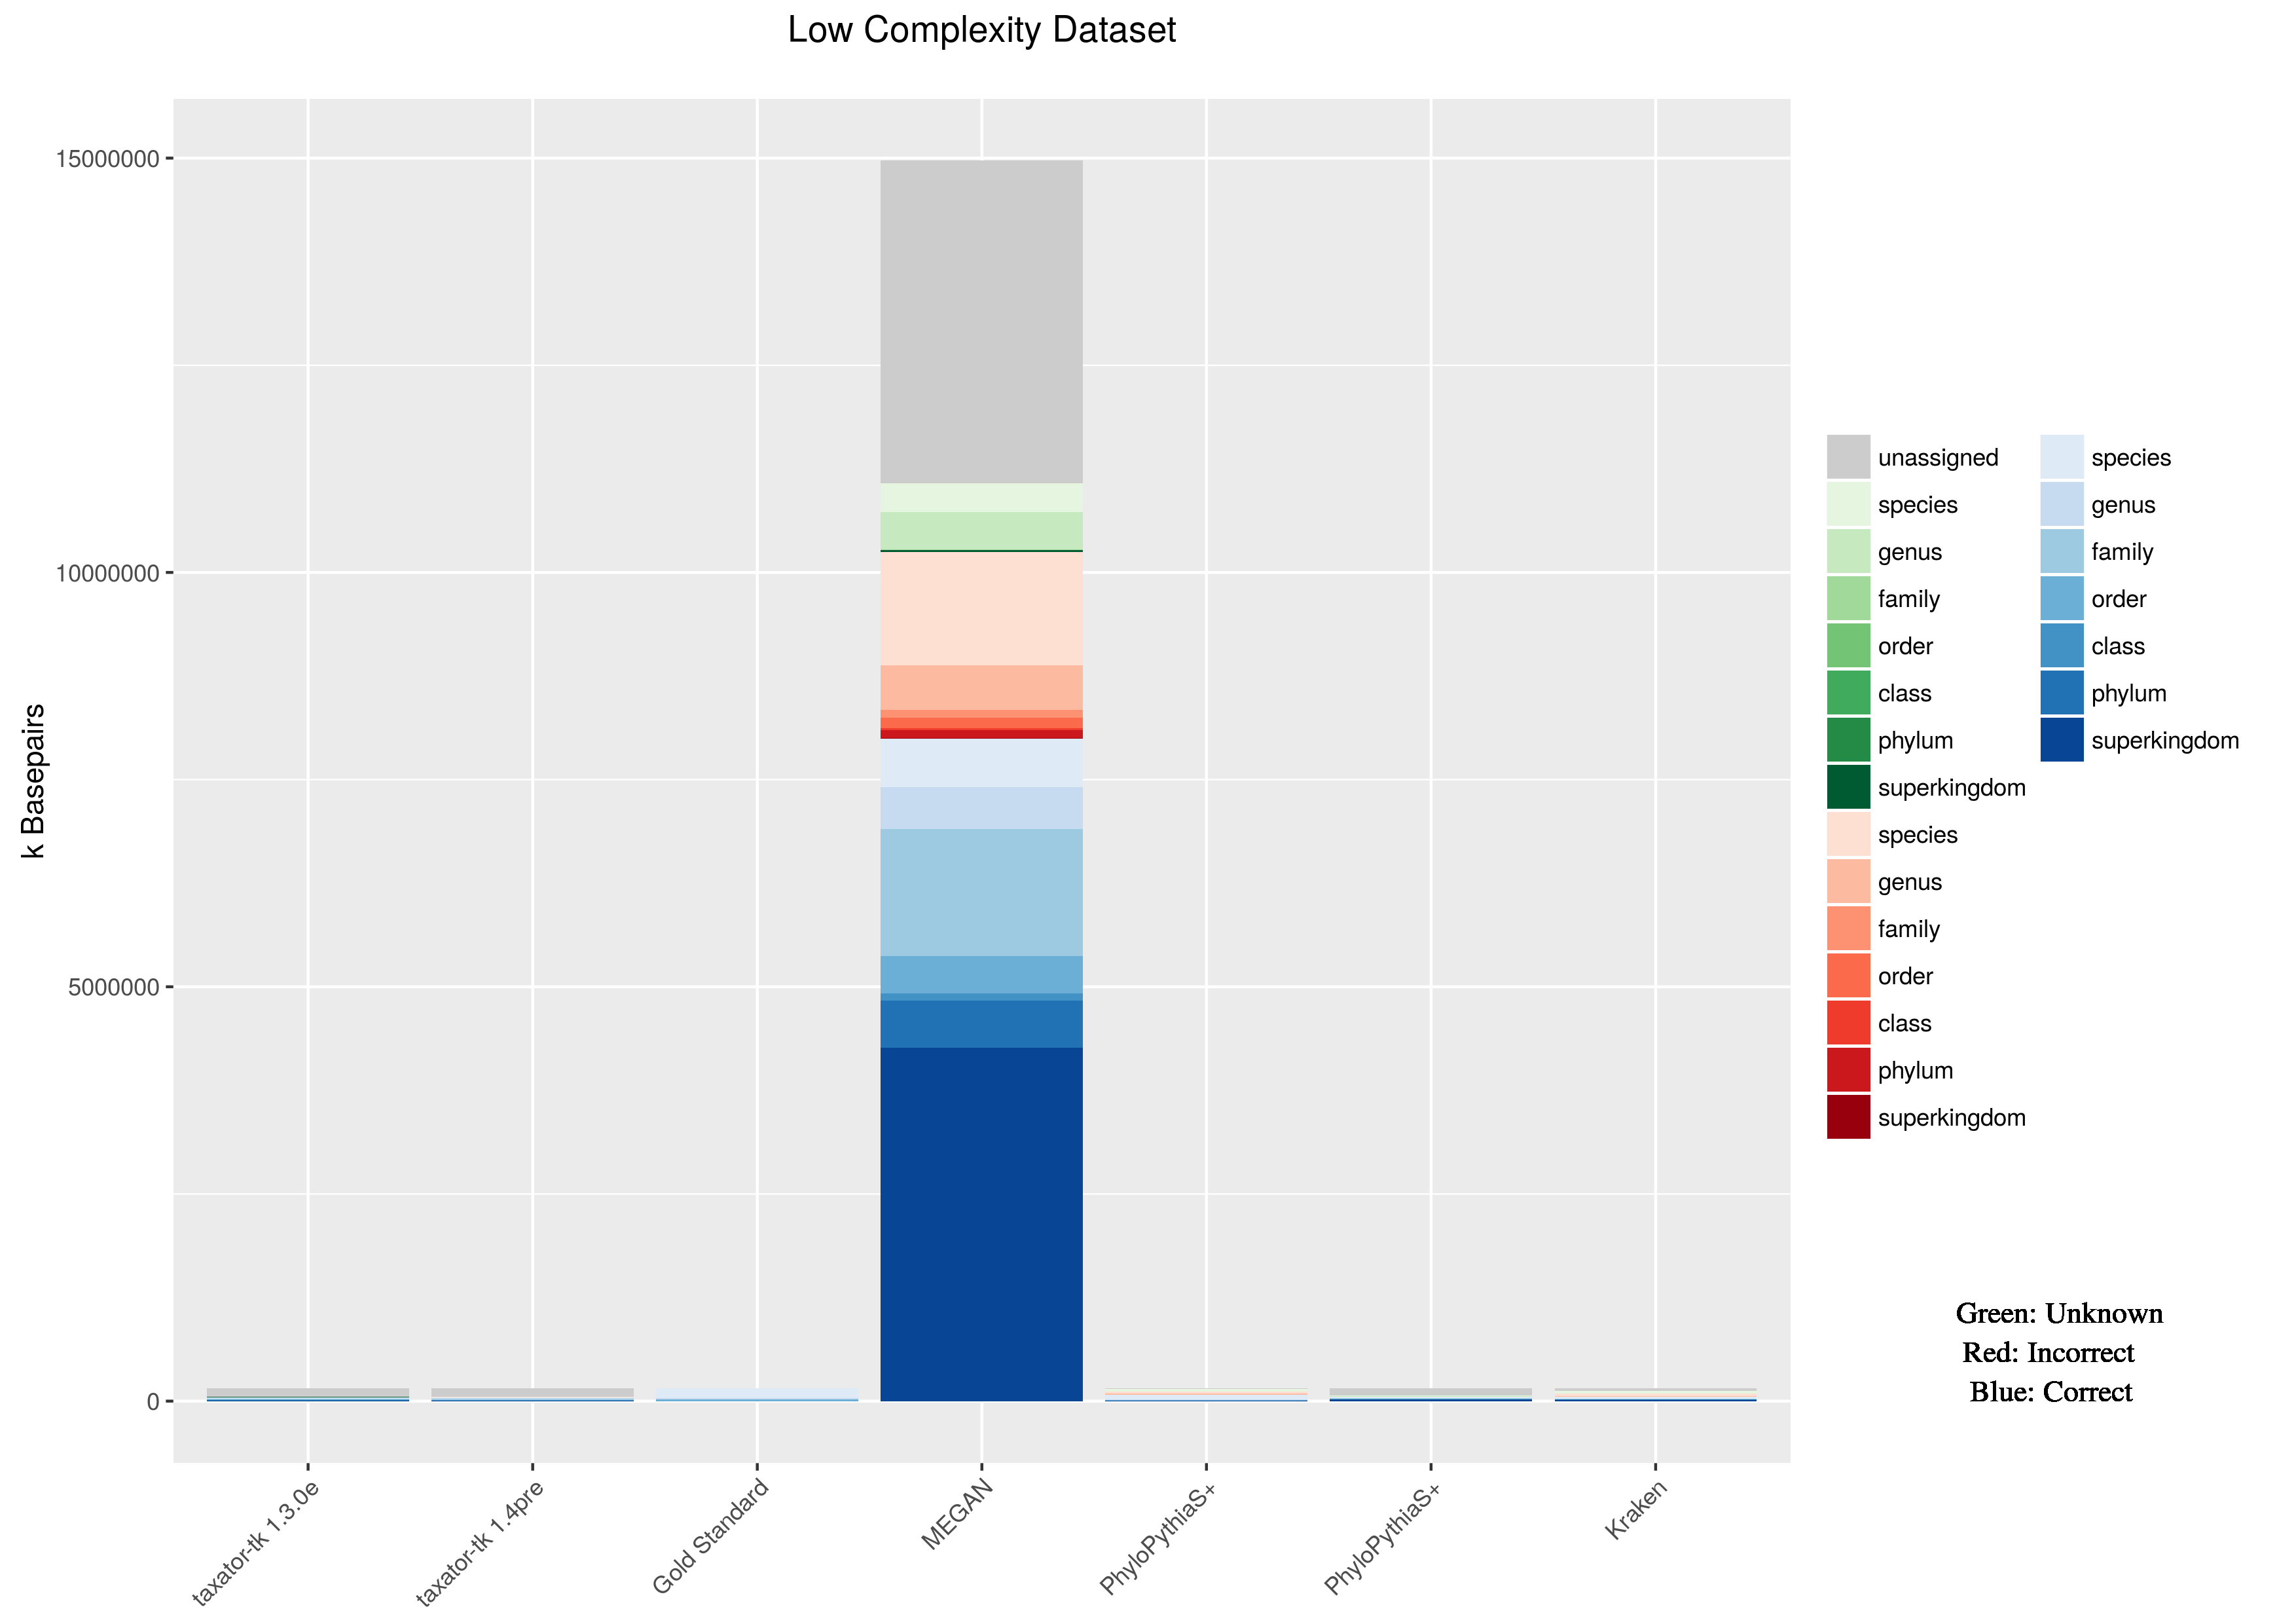 Low Complexity Dataset
k Basepairs
15000000
10000000
5000000
0
taxator-tk 1.3.0e
taxator-tk 1.4pre
Gold Standard
MEGAN
PhyloPythiaS+
PhyloPythiaS+
Kraken
unassigned
species
genus
family
order
class
phylum
superkingdom
species
genus
family
order
class
phylum
superkingdom
species
genus
family
order
class
phylum
superkingdom
Green: Unknown
Red: Incorrect
Blue: Correct